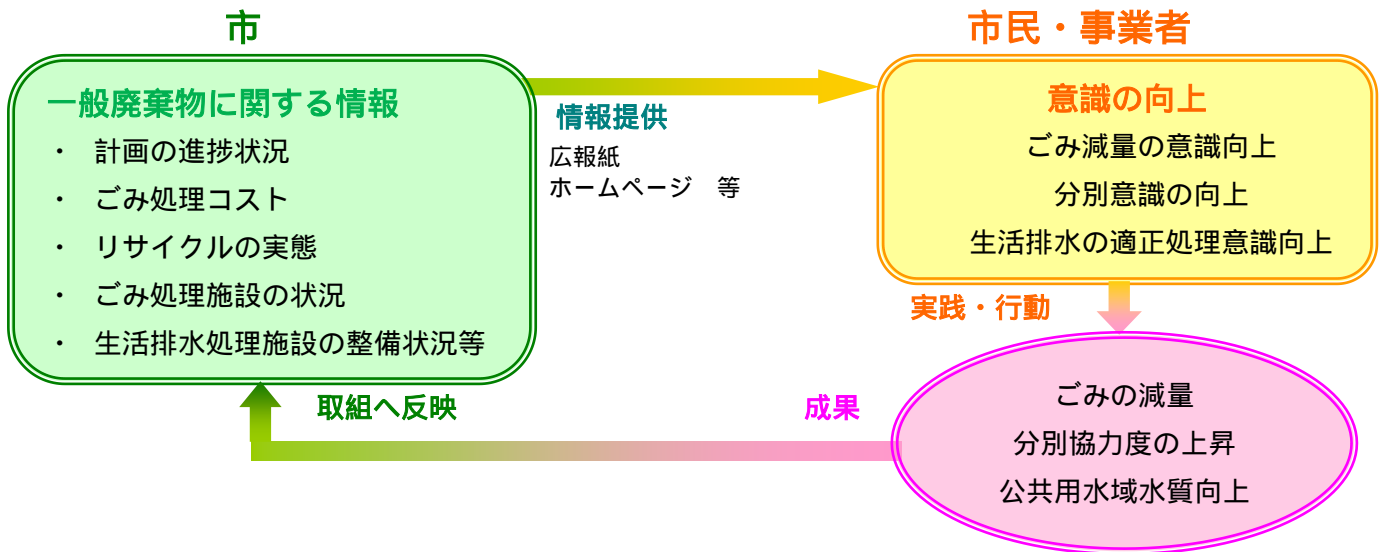 市
一般廃棄物に関する情報
・ 計画の進捗状況
・ ごみ処理コスト
・ リサイクルの実態
・ ごみ処理施設の状況
・ 生活排水処理施設の整備状況等
情報提供
広報紙
ホームページ　等
市民・事業者
意識の向上
ごみ減量の意識向上
分別意識の向上
生活排水の適正処理意識向上
実践・行動
ごみの減量
分別協力度の上昇
公共用水域水質向上
成果
取組へ反映